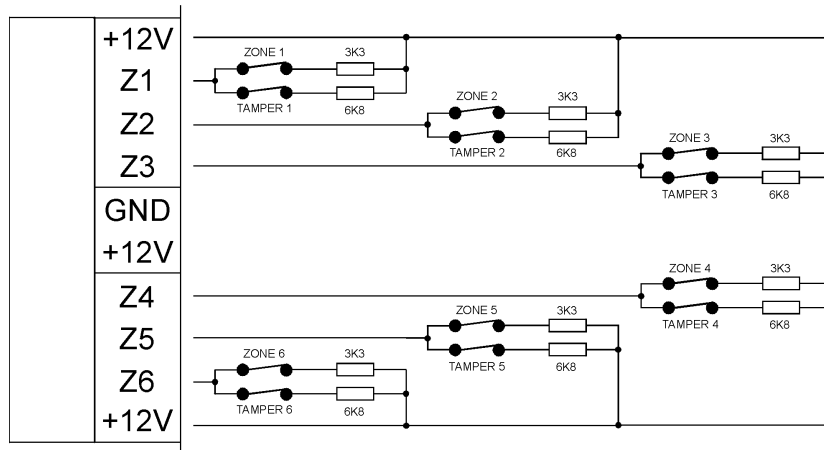 +12V
ZONE 1
3K3
Z1
TAMPER 1
6K8
ZONE 2
3K3
Z2
TAMPER 2
6K8
ZONE 3
3K3
Z3
TAMPER 3
6K8
GND
+12V
ZONE 4
3K3
Z4
TAMPER 4
6K8
ZONE 5
3K3
Z5
TAMPER 5
6K8
ZONE 6
3K3
Z6
TAMPER 6
6K8
+12V